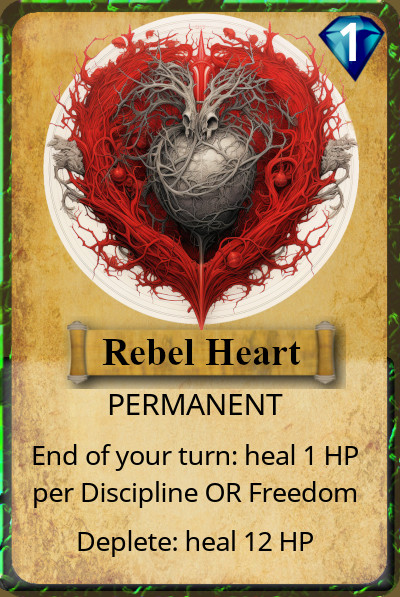 1
Rebel Heart
PERMANENT
End of your turn: heal 1 HP
per Discipline OR Freedom
Deplete: heal 12 HP